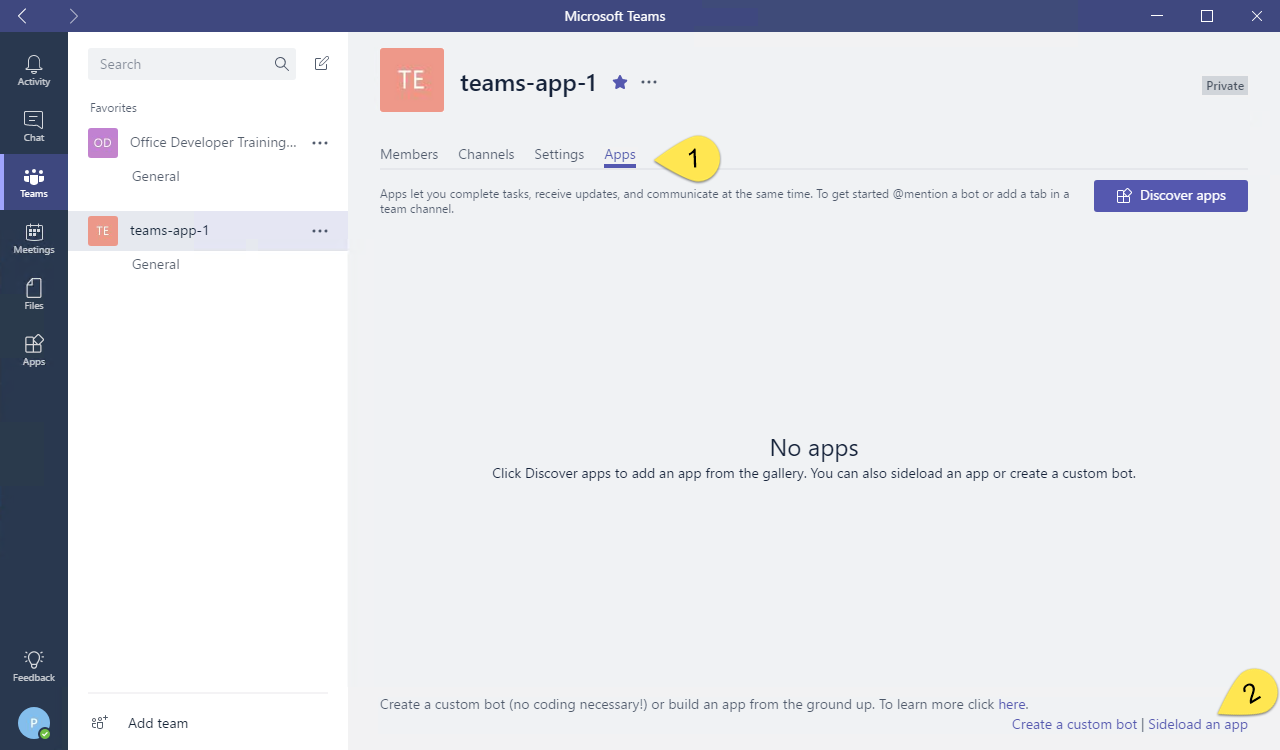 Microsoft Teams
Activity
Chat
Teams
Meetings
Files
Apps
Feedback
P
Search
Favorites
OD Office Developer Training...
General
TE teams-app-1
General
Add team
TE
teams-app-1
Private
Members Channels Settings Apps
1
Apps let you complete tasks, receive updates, and communicate at the same time. To get started @mention a bot or add a tab in a
team channel.
Discover apps
No apps
Click Discover apps to add an app from the gallery. You can also sideload an app or create a custom bot.
2
Create a custom bot (no coding necessary!) or build an app from the ground up. To learn more click here.
Create a custom bot | Sideload an app